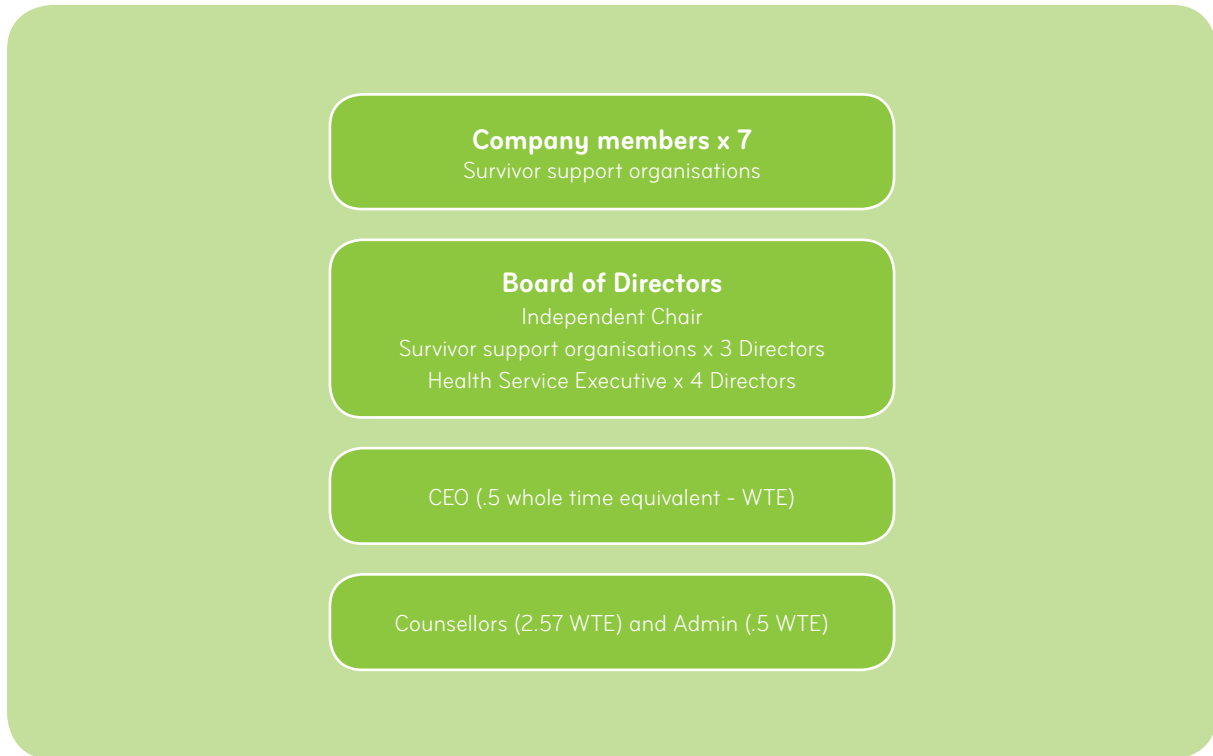 Company members x 7
Survivor support organisations
Board of Directors
Independent Chair
Survivor support organisations x 3 Directors
Health Service Executive x 4 Directors
CEO (.5 whole time equivalent - WTE)
Counsellors (2.57 WTE) and Admin (.5 WTE)